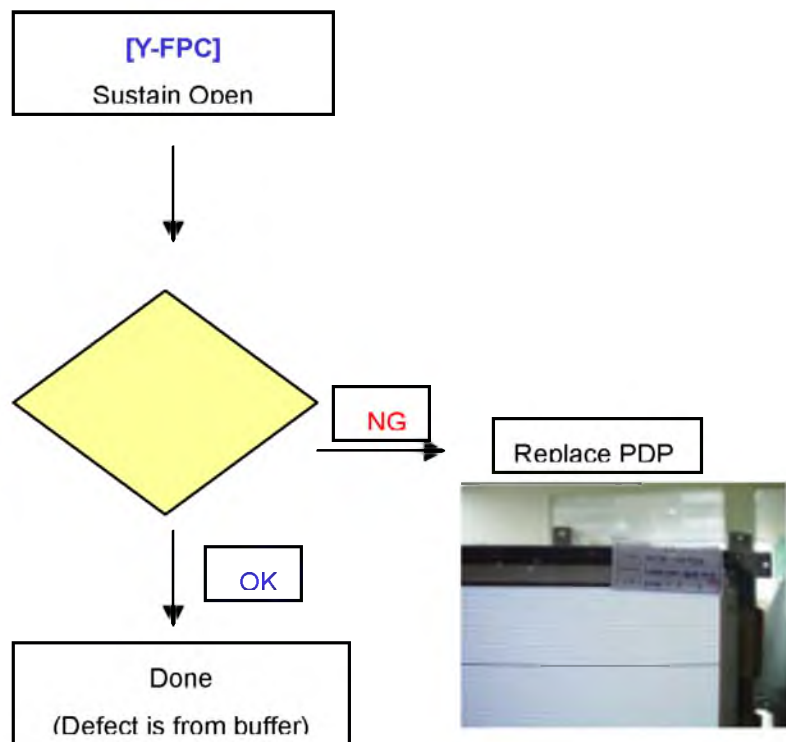 [Y-FPC]
Sustain Open
NG
Replace PDP
OK
Done
(Defect is from buffer)